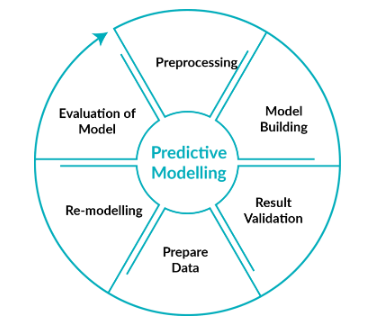 Preprocessing
Model
Building
Result
Validation
Prepare
Data
Re-modelling
Evaluation of
Model
Predictive
Modelling